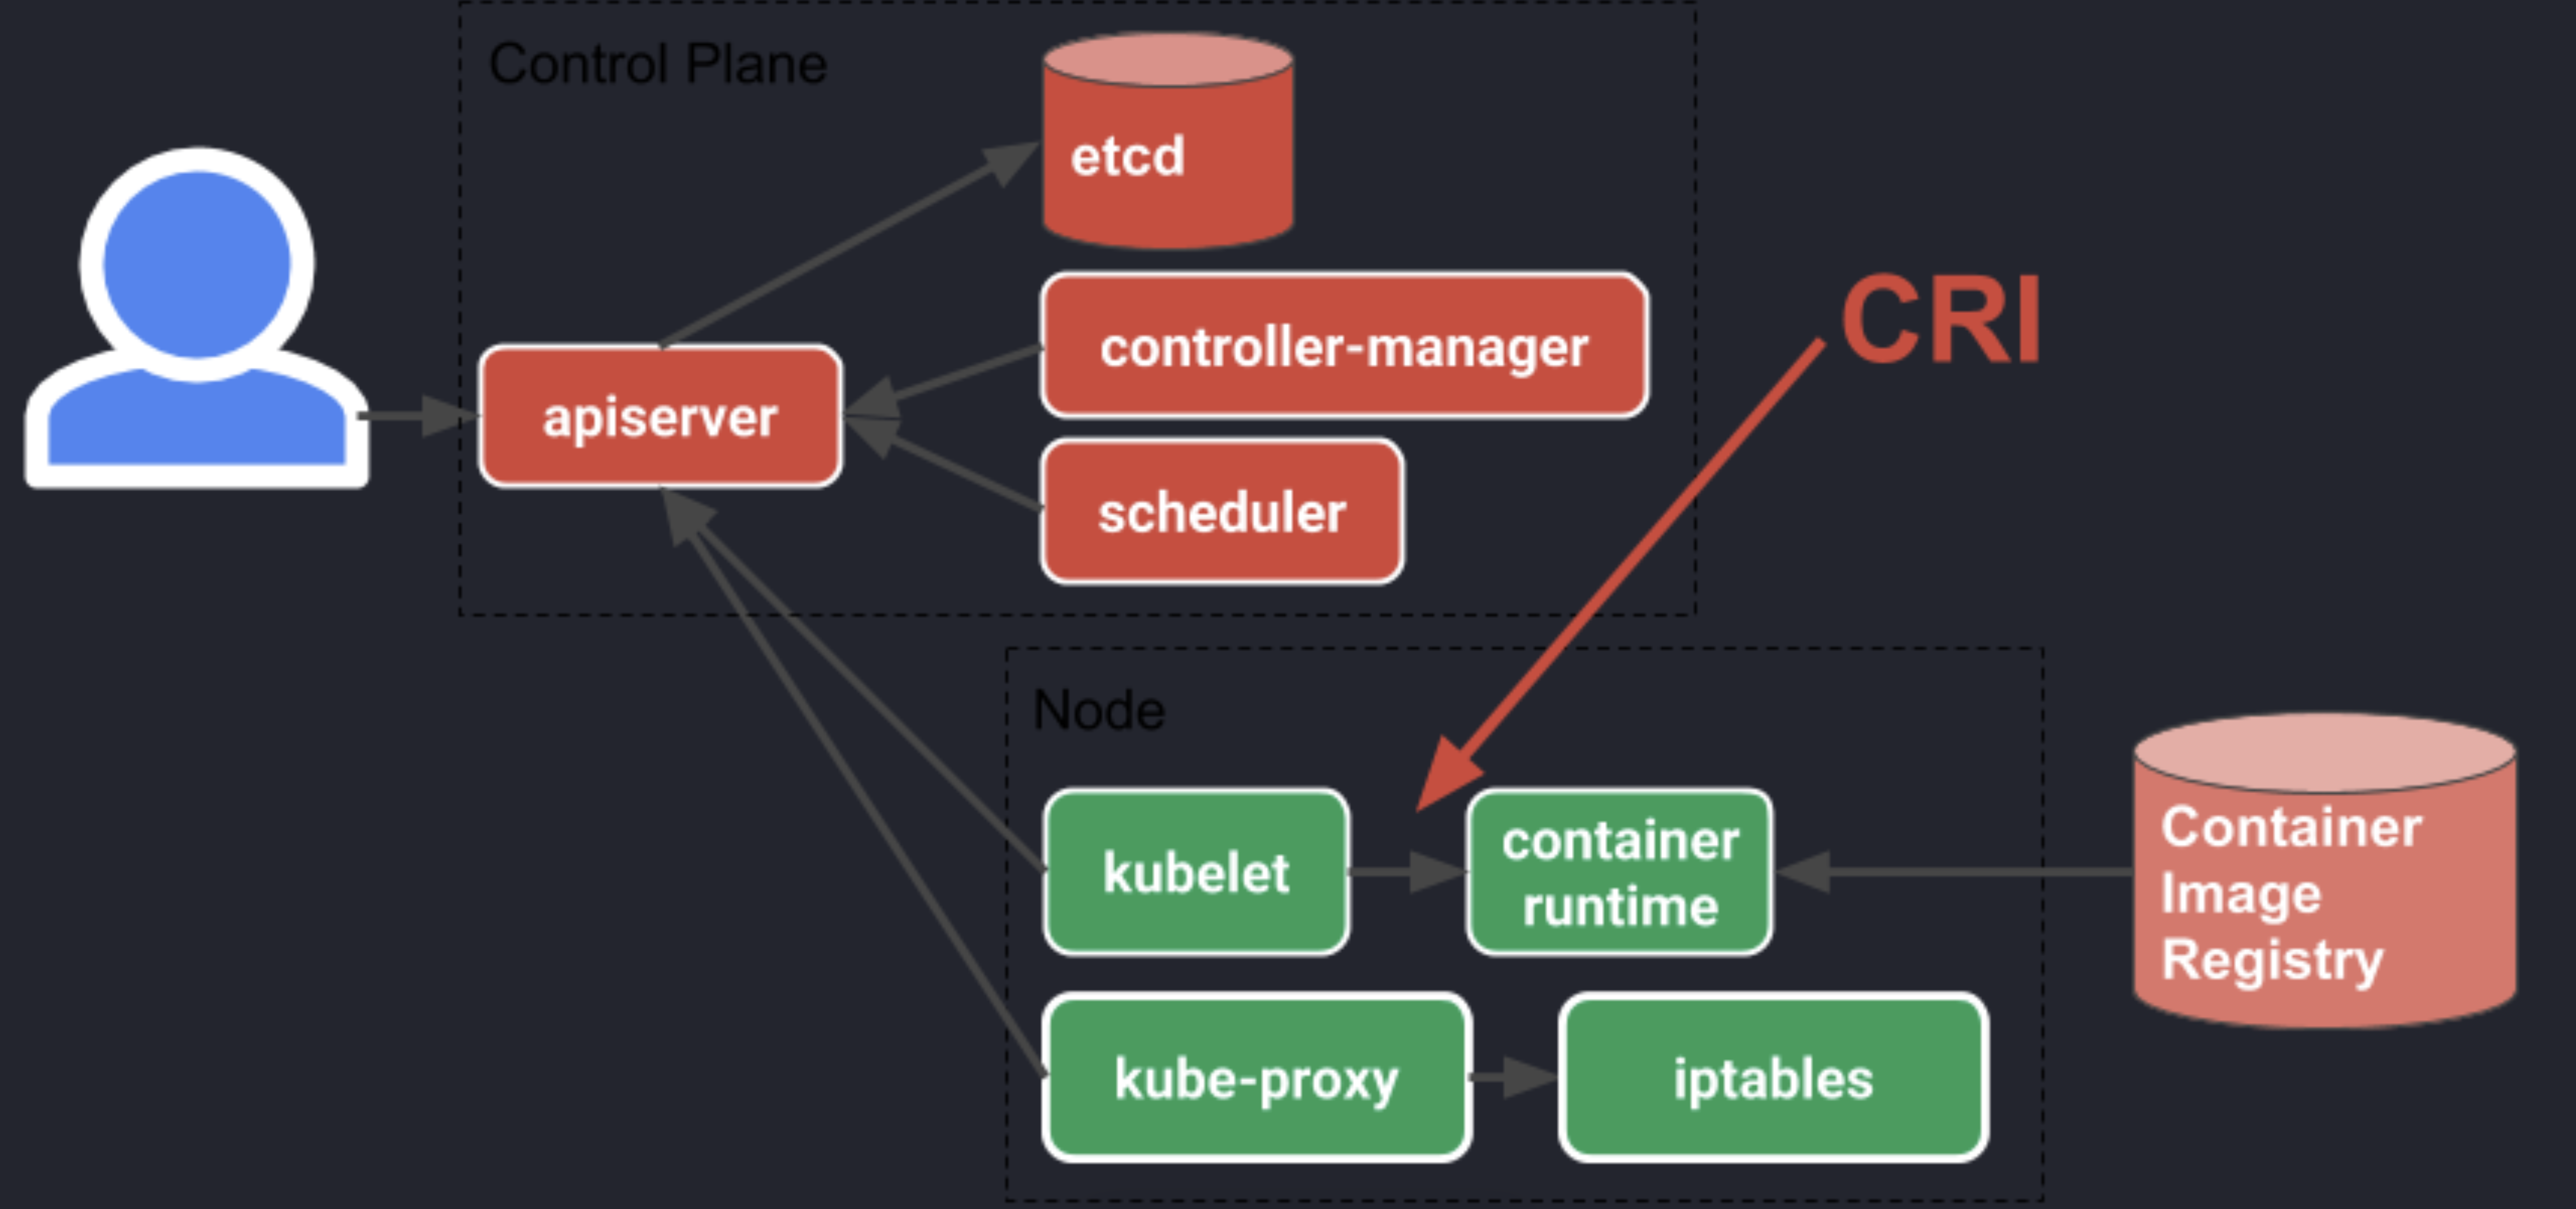 Control Plane
etcd
controller-manager
CRI
apiserver
scheduler
Node
kubelet
container
runtime
Container
Image
Registry
kube-proxy
iptables